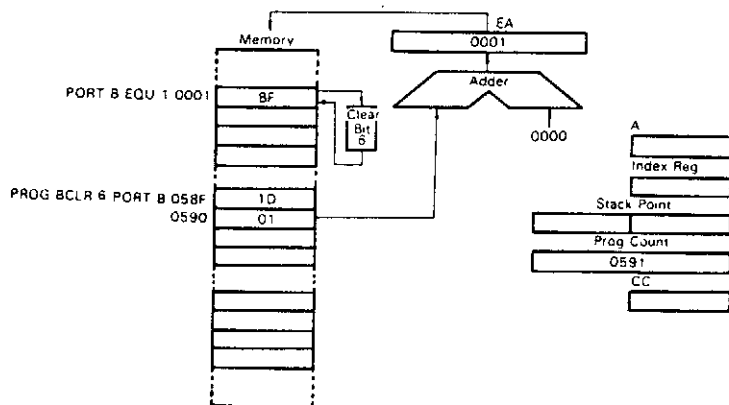 EA
Memory
0001
Adder
PORT B EQU 1 0001
BF
Clear
Bit
6
0000
A
Index Reg
PROG BCLR 6 PORT B 058F
1D
Stack Point
0590
01
Prog Count
0591
CC